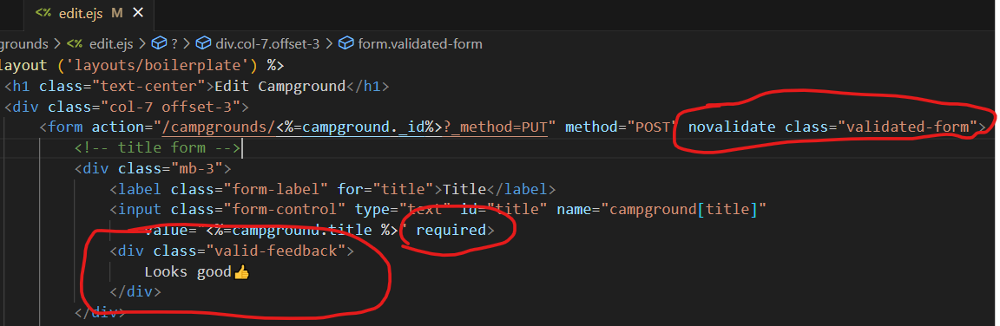 edit.ejs M ×
grounds > edit.ejs > ? > div.col-7.offset-3 > form.validated-form
layout ('layouts/boilerplate') %>
<h1 class="text-center">Edit Campground</h1>
<div class="col-7 offset-3">
<form action="/campgrounds/<%=campground._id%>?_method=PUT" method="POST" novalidate class="validated-form">
<!-- title form -->
<div class="mb-3">
<label class="form-label" for="title">Title</label>
<input class="form-control" type="text" id="title" name="campground[title]"
value="<%=campground.title %>" required>
<div class="valid-feedback">
Looks good👍
</div>
</div>